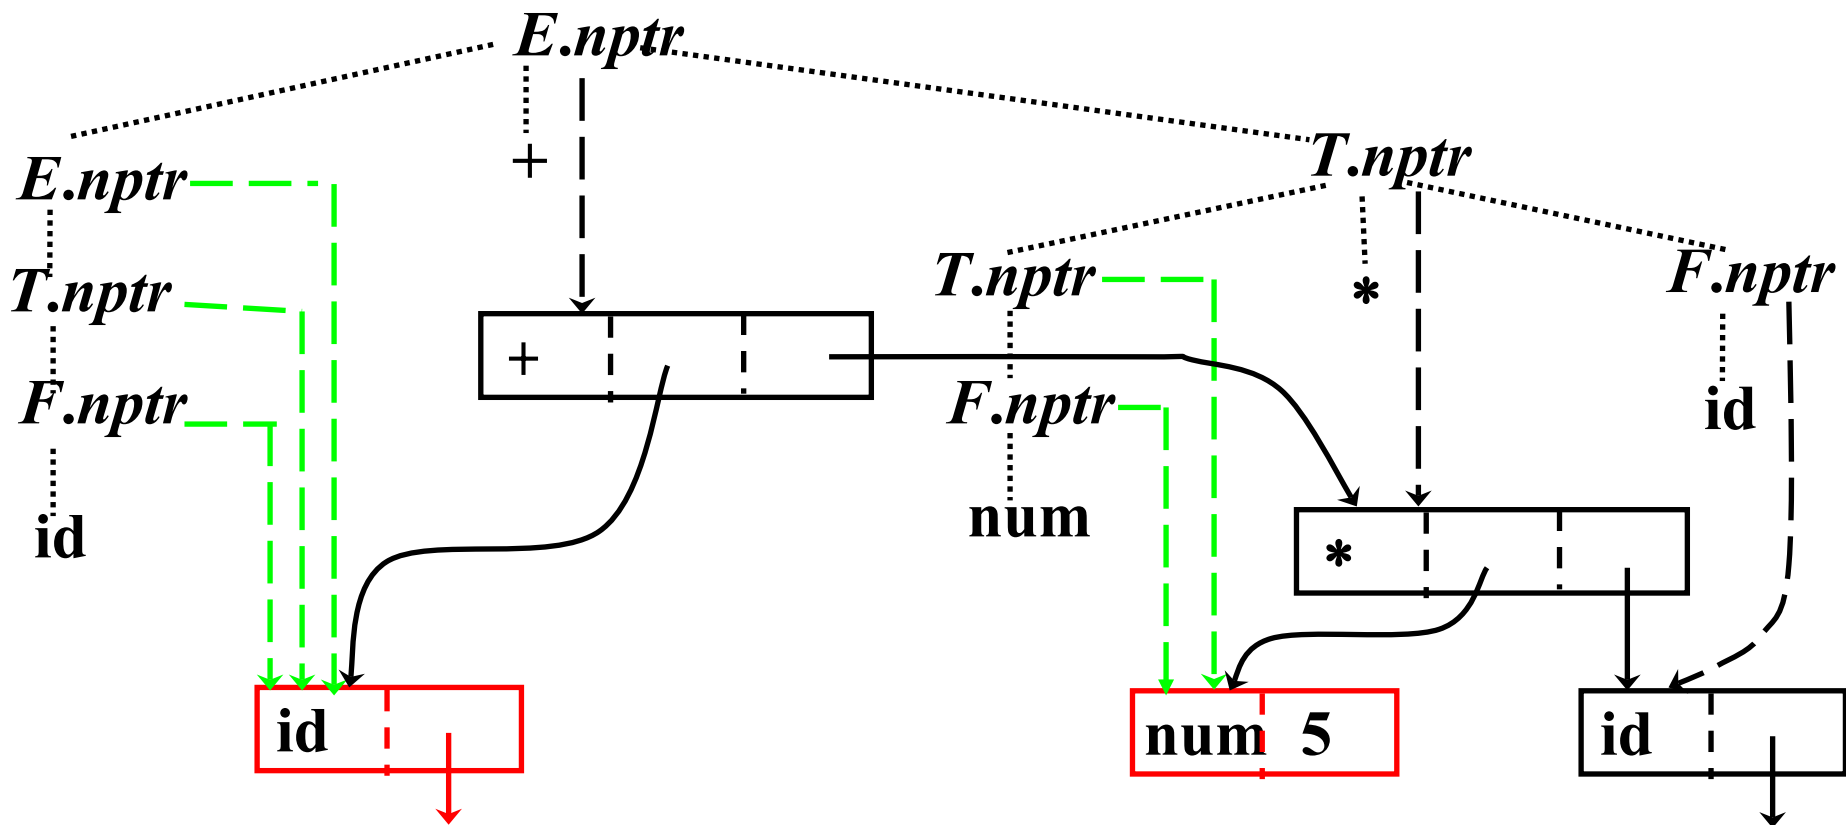 E.nptr
+
T.nptr
E.nptr
T.nptr * F.nptr
T.nptr
+
F.nptr F.nptr id
id num
*
id num 5 id